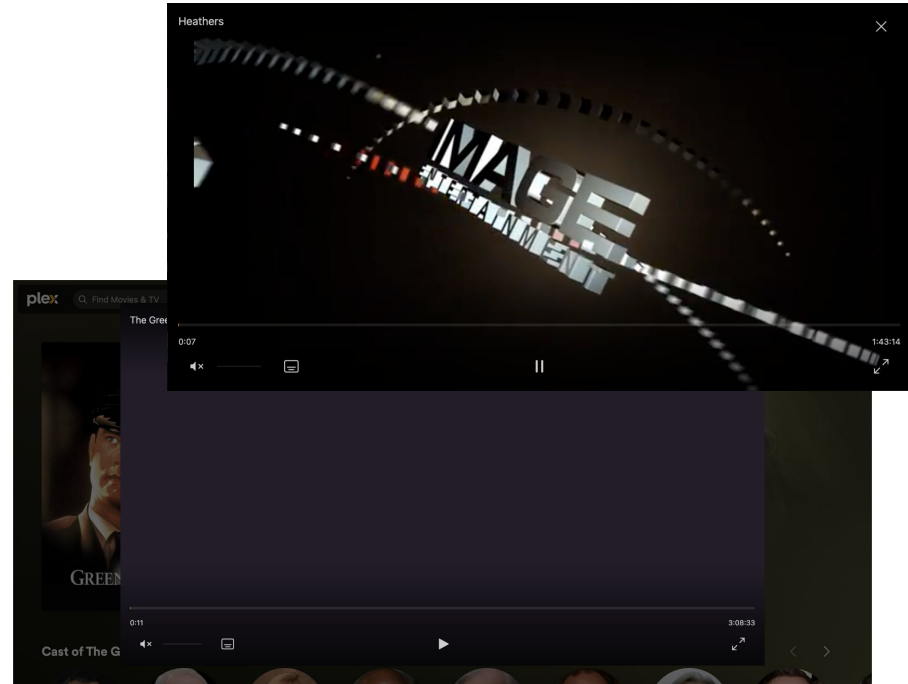 Heathers
IMAGE
ENTERTAINMENT
0:07
1:43:14
plex
Find Movies & TV
The Gree
GREEN
0:11
3:08:33
Cast of The G